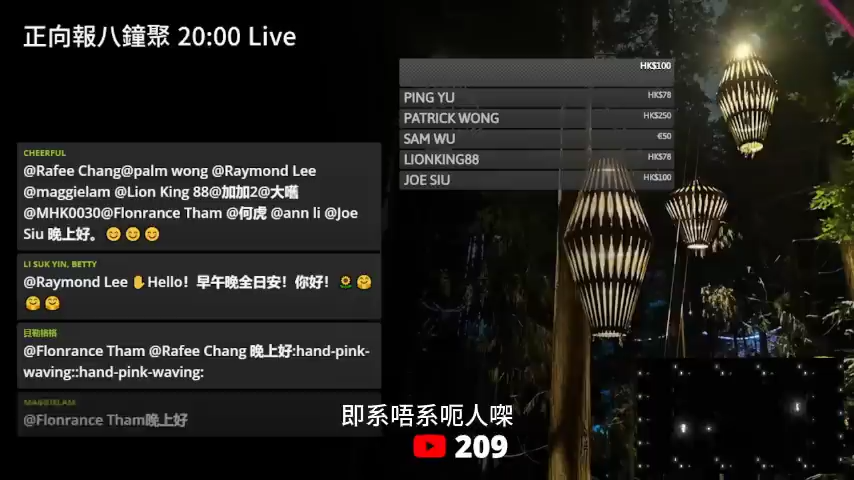 正向報八鐘聚 20:00 Live
HK$100
PING YU HK$78
PATRICK WONG HK$250
SAM WU €50
LIONKING88 HK$78
JOE SIU HK$100
CHEERFUL
@Rafee Chang@palm wong @Raymond Lee
@maggielam @Lion King 88@加加2@大嚿
@MHK0030@Flonrance Tham @何虎 @ann li @Joe
Siu 晚上好。😊😊😊
LI SUK YIN, BETTY
@Raymond Lee ✋Hello！早午晚全日安！你好！🌻🤗
🤗🤗
@Flonrance Tham @Rafee Chang 晚上好:hand-pink-
waving::hand-pink-waving:
MAGGIELAM
@Flonrance Tham晚上好
即系唔系呃人㗎
209